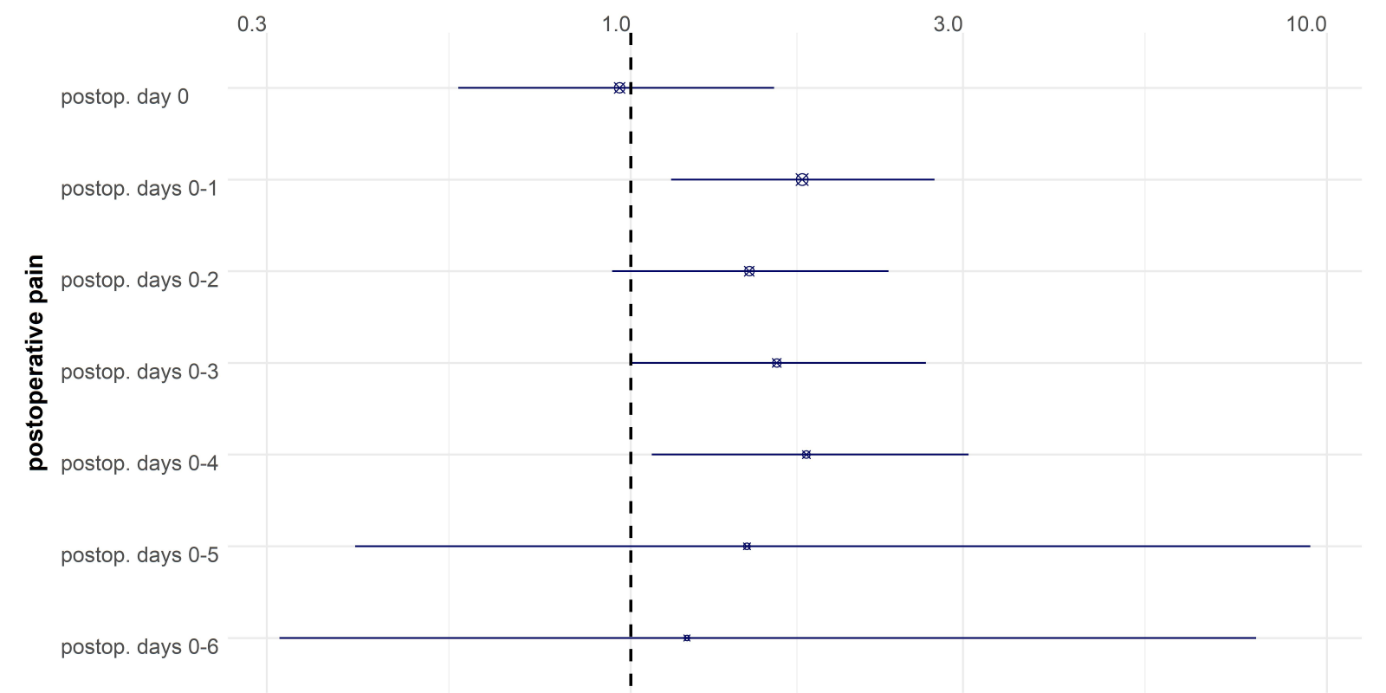 0.3 1.0 3.0 10.0
postoperative pain
postop. day 0
postop. days 0-1
postop. days 0-2
postop. days 0-3
postop. days 0-4
postop. days 0-5
postop. days 0-6